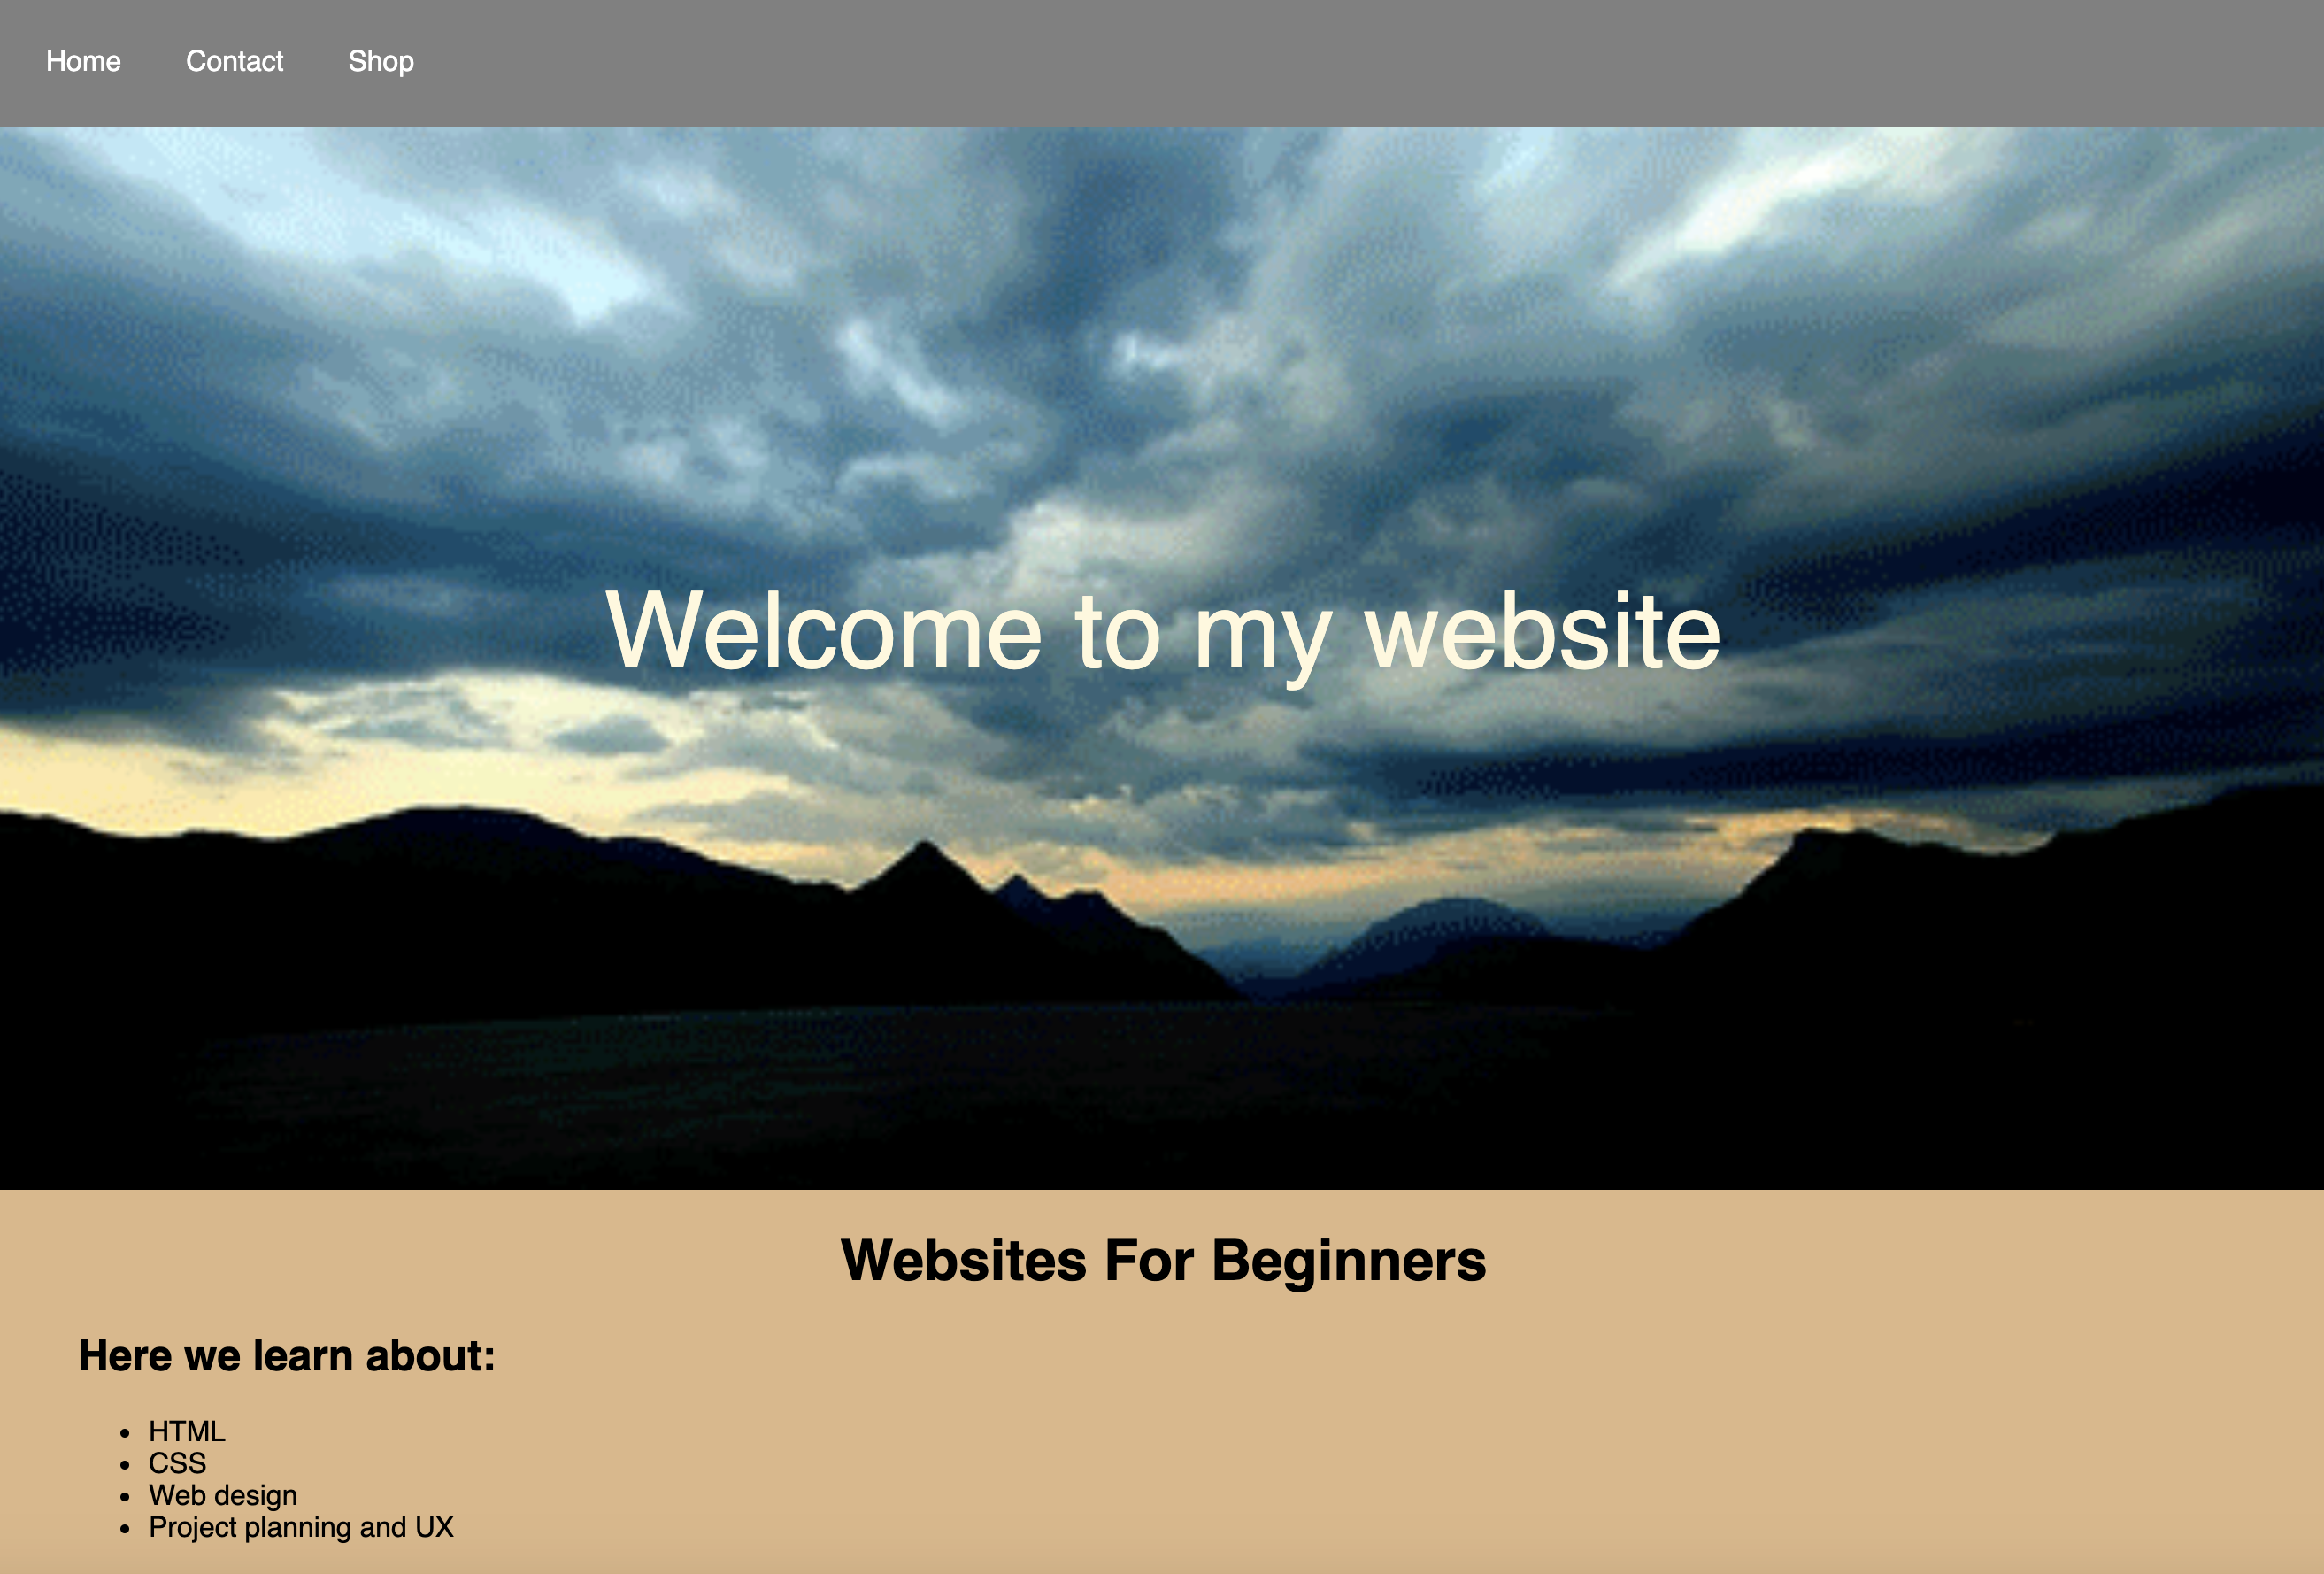 Home Contact Shop
Welcome to my website
Websites For Beginners
Here we learn about:
HTML
CSS
Web design
Project planning and UX